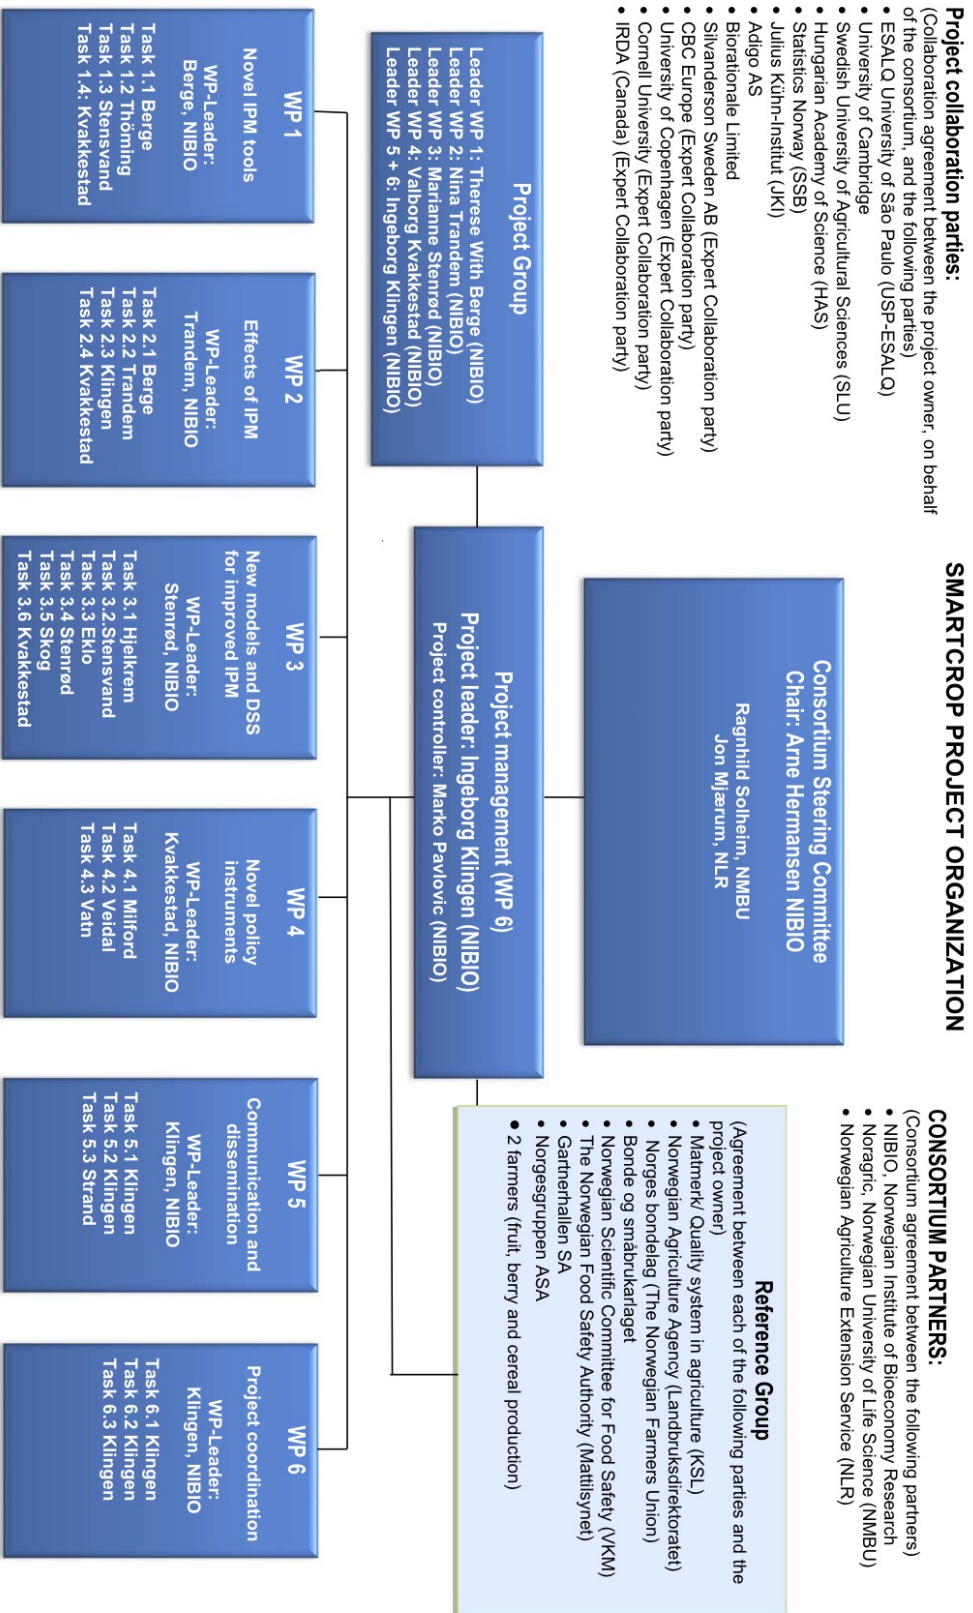 SMARTCROP PROJECT ORGANIZATION
Project collaboration parties:
(Collaboration agreement between the project owner, on behalf
of the consortium, and the following parties)
• ESALQ University of São Paulo (USP-ESALQ)
• University of Cambridge
• Swedish University of Agricultural Sciences (SLU)
• Hungarian Academy of Science (HAS)
• Statistics Norway (SSB)
• Julius Kühn-Institut (JKI)
• Adigo AS
• Biorationale Limited
• Silvanderson Sweden AB (Expert Collaboration party)
• CBC Europe (Expert Collaboration party)
• University of Copenhagen (Expert Collaboration party)
• Cornell University (Expert Collaboration party)
• IRDA (Canada) (Expert Collaboration party)
Consortium Steering Committee
Chair: Arne Hermansen NIBIO
Ragnhild Solheim, NMBU
Jon Mjærum, NLR
CONSORTIUM PARTNERS:
(Consortium agreement between the following partners)
• NIBIO, Norwegian Institute of Bioeconomy Research
• Noragric, Norwegian University of Life Science (NMBU)
• Norwegian Agriculture Extension Service (NLR)
Project Group
Leader WP 1: Therese With Berge (NIBIO)
Leader WP 2: Nina Trandem (NIBIO)
Leader WP 3: Marianne Stenrød (NIBIO)
Leader WP 4: Valborg Kvakkestad (NIBIO)
Leader WP 5 + 6: Ingeborg Klingen (NIBIO)
Project management (WP 6)
Project leader: Ingeborg Klingen (NIBIO)
Project controller: Marko Pavlovic (NIBIO)
Reference Group
(Agreement between each of the following parties and the
project owner)
• Matmerk/ Quality system in agriculture (KSL)
• Norwegian Agriculture Agency (Landbruksdirektoratet)
• Norges bondelag (The Norwegian Farmers Union)
• Bonde og småbrukarlaget
• Norwegian Scientific Committee for Food Safety (VKM)
• The Norwegian Food Safety Authority (Mattilsynet)
• Gartnerhallen SA
• Norgesgruppen ASA
• 2 farmers (fruit, berry and cereal production)
WP 1
Novel IPM tools
WP-Leader:
Berge, NIBIO
Task 1.1 Berge
Task 1.2 Thöming
Task 1.3 Stensvand
Task 1.4: Kvakkestad
WP 2
Effects of IPM
WP-Leader:
Trandem, NIBIO
Task 2.1 Berge
Task 2.2 Trandem
Task 2.3 Klingen
Task 2.4 Kvakkestad
WP 3
New models and DSS
for improved IPM
WP-Leader:
Stenrød, NIBIO
Task 3.1 Hjelkrem
Task 3.2.Stensvand
Task 3.3 Eklo
Task 3.4 Stenrød
Task 3.5 Skog
Task 3.6 Kvakkestad
WP 4
Novel policy
instruments
WP-Leader:
Kvakkestad, NIBIO
Task 4.1 Milford
Task 4.2 Veidal
Task 4.3 Vatn
WP 5
Communication and
dissemination
WP-Leader:
Klingen, NIBIO
Task 5.1 Klingen
Task 5.2 Klingen
Task 5.3 Strand
WP 6
Project coordination
WP-Leader:
Klingen, NIBIO
Task 6.1 Klingen
Task 6.2 Klingen
Task 6.3 Klingen